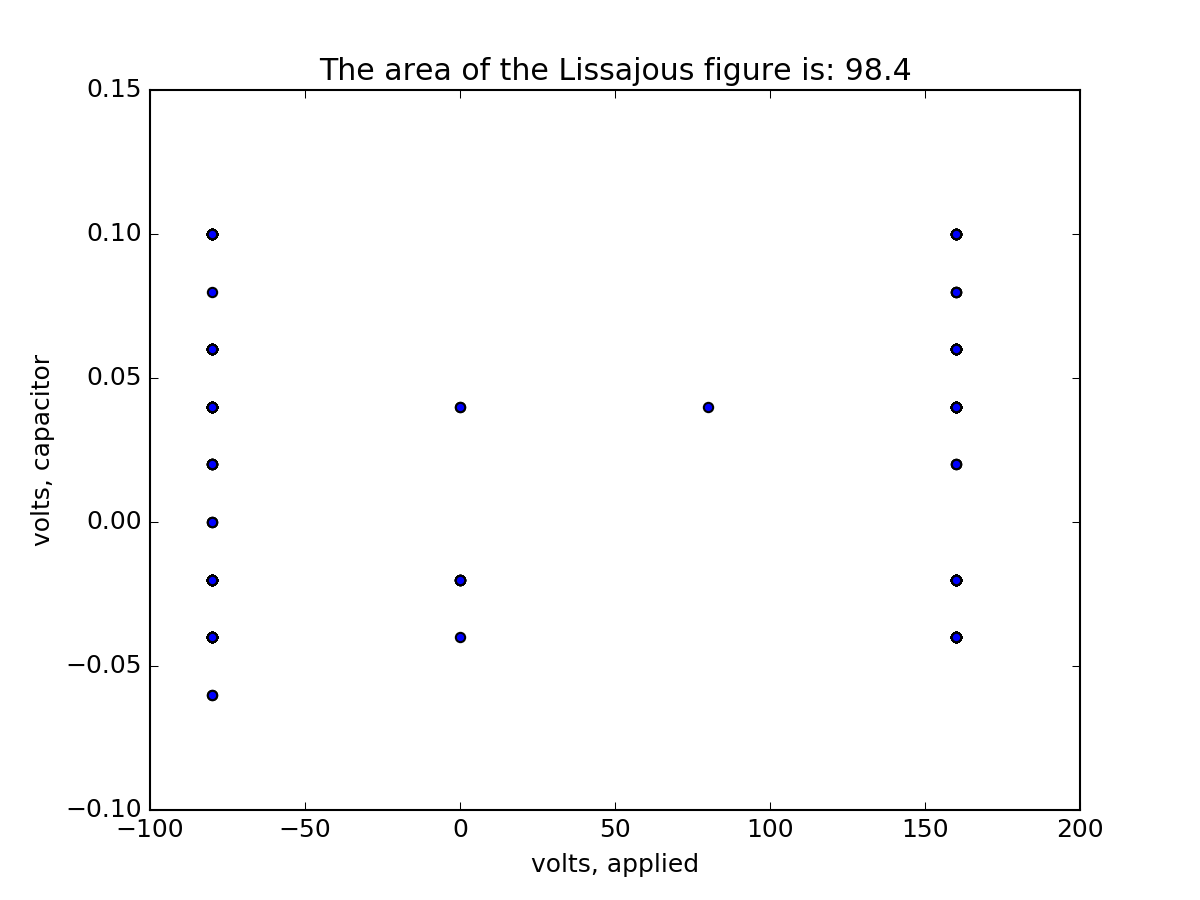 The area of the Lissajous figure is: 98.4
0.15
0.10
0.05
0.00
−0.05
−0.10
volts, capacitor
−100 −50 0 50 100 150 200
volts, applied